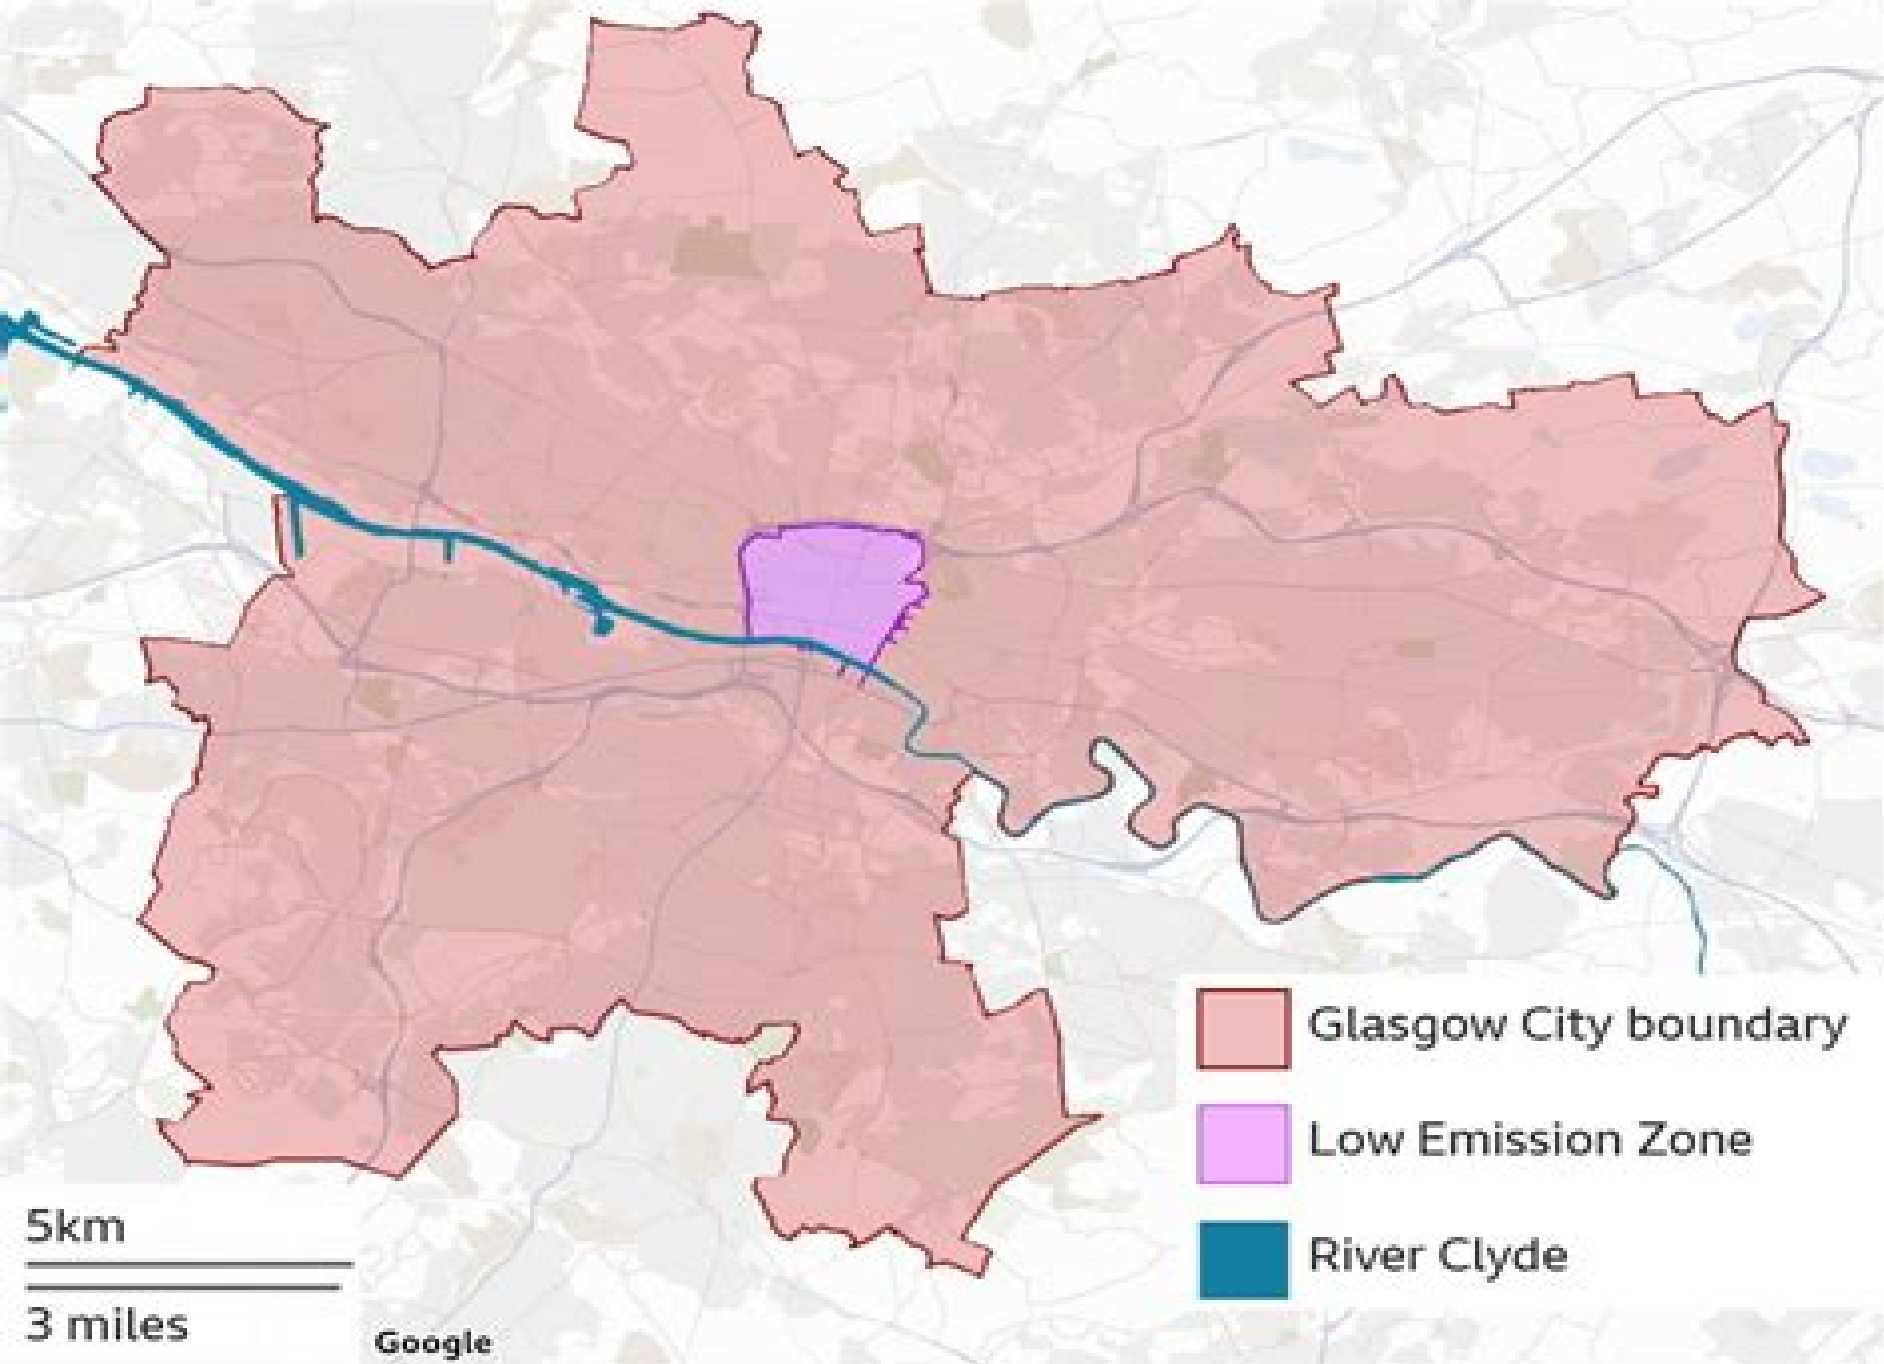 Glasgow City boundary
Low Emission Zone
River Clyde
5km
3 miles
Google